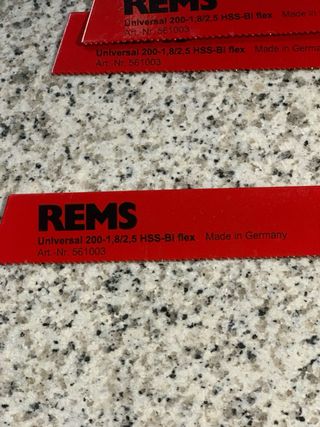 REMS
Universal 200-1,8/2,5 HSS-Bi flex Made in
Art.-Nr. 561003
Universal 200-1,8/2,5 HSS-Bi flex Made in Germa
Art.-Nr. 561003
REMS
Universal 200-1,8/2,5 HSS-Bi flex Made in Germany
Art.-Nr. 561003